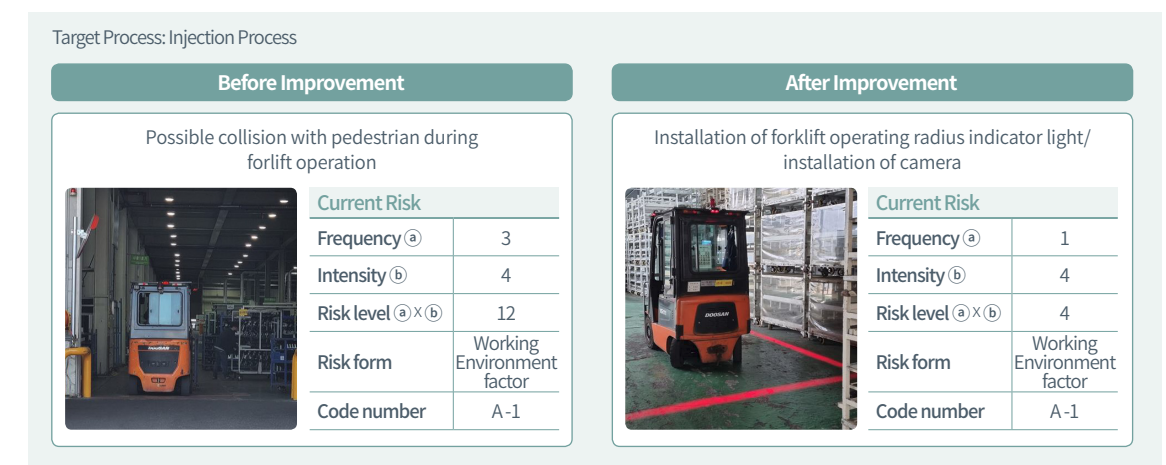 Target Process: Injection Process
Before Improvement
Possible collision with pedestrian during
forlift operation
Current Risk
Frequency ⓐ 3
Intensity ⓑ 4
Risk level ⓐ X ⓑ 12
Risk form Working Environment factor
Code number A-1
DOOSAN
After Improvement
Installation of forklift operating radius indicator light/
installation of camera
Current Risk
Frequency ⓐ 1
Intensity ⓑ 4
Risk level ⓐ X ⓑ 4
Risk form Working Environment factor
Code number A-1
DOOSAN